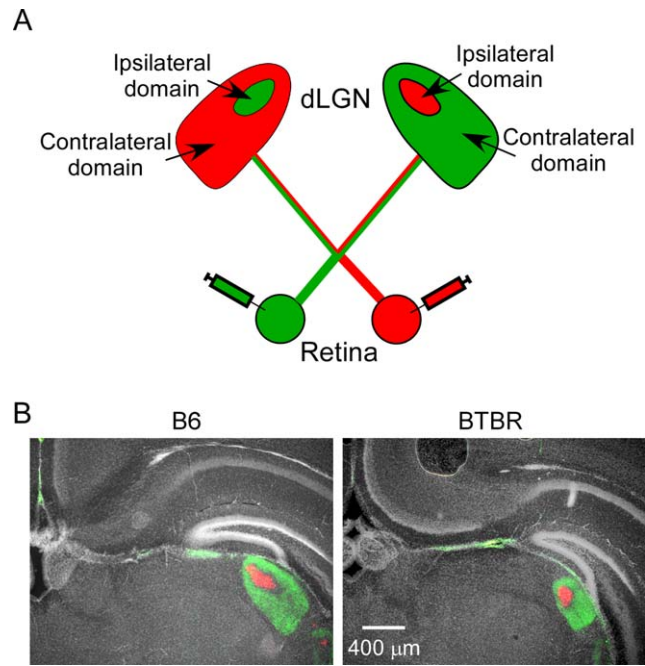 A
Ipsilateral
domain
dLGN
Ipsilateral
domain
Contralateral
domain
Contralateral
domain
Retina
B
B6
BTBR
400 μm